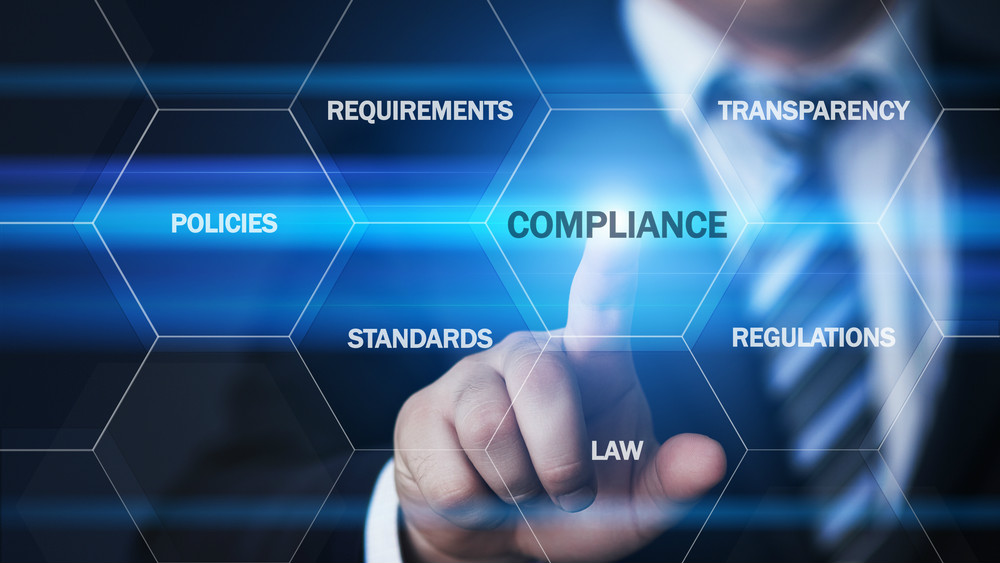 REQUIREMENTS
TRANSPARENCY
POLICIES
COMPLIANCE
STANDARDS
REGULATIONS
LAW